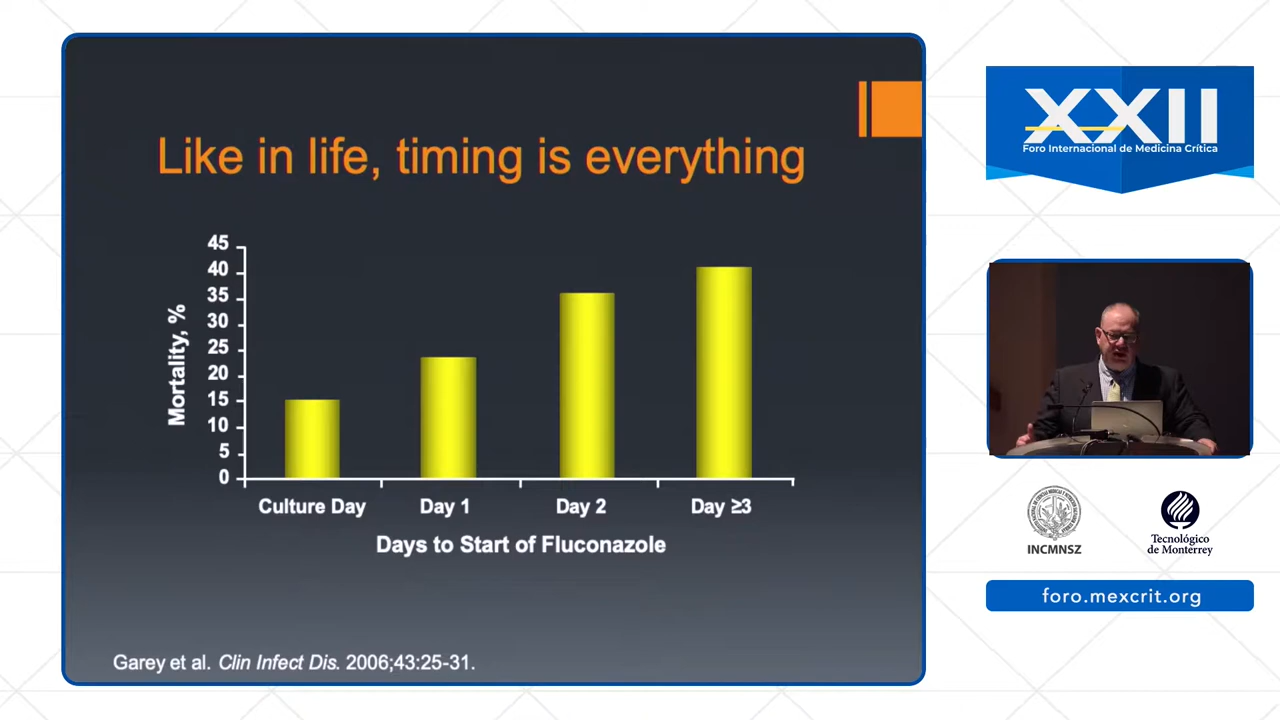 Like in life, timing is everything
Mortality, %
45
40
35
30
25
20
15
10
5
0
Culture Day
Day 1
Day 2
Day ≥3
Days to Start of Fluconazole
Garey et al. Clin Infect Dis. 2006;43:25-31.
XXII
Foro Internacional de Medicina Crítica
INCMNSZ
Tecnológico
de Monterrey
foro.mexcrit.org